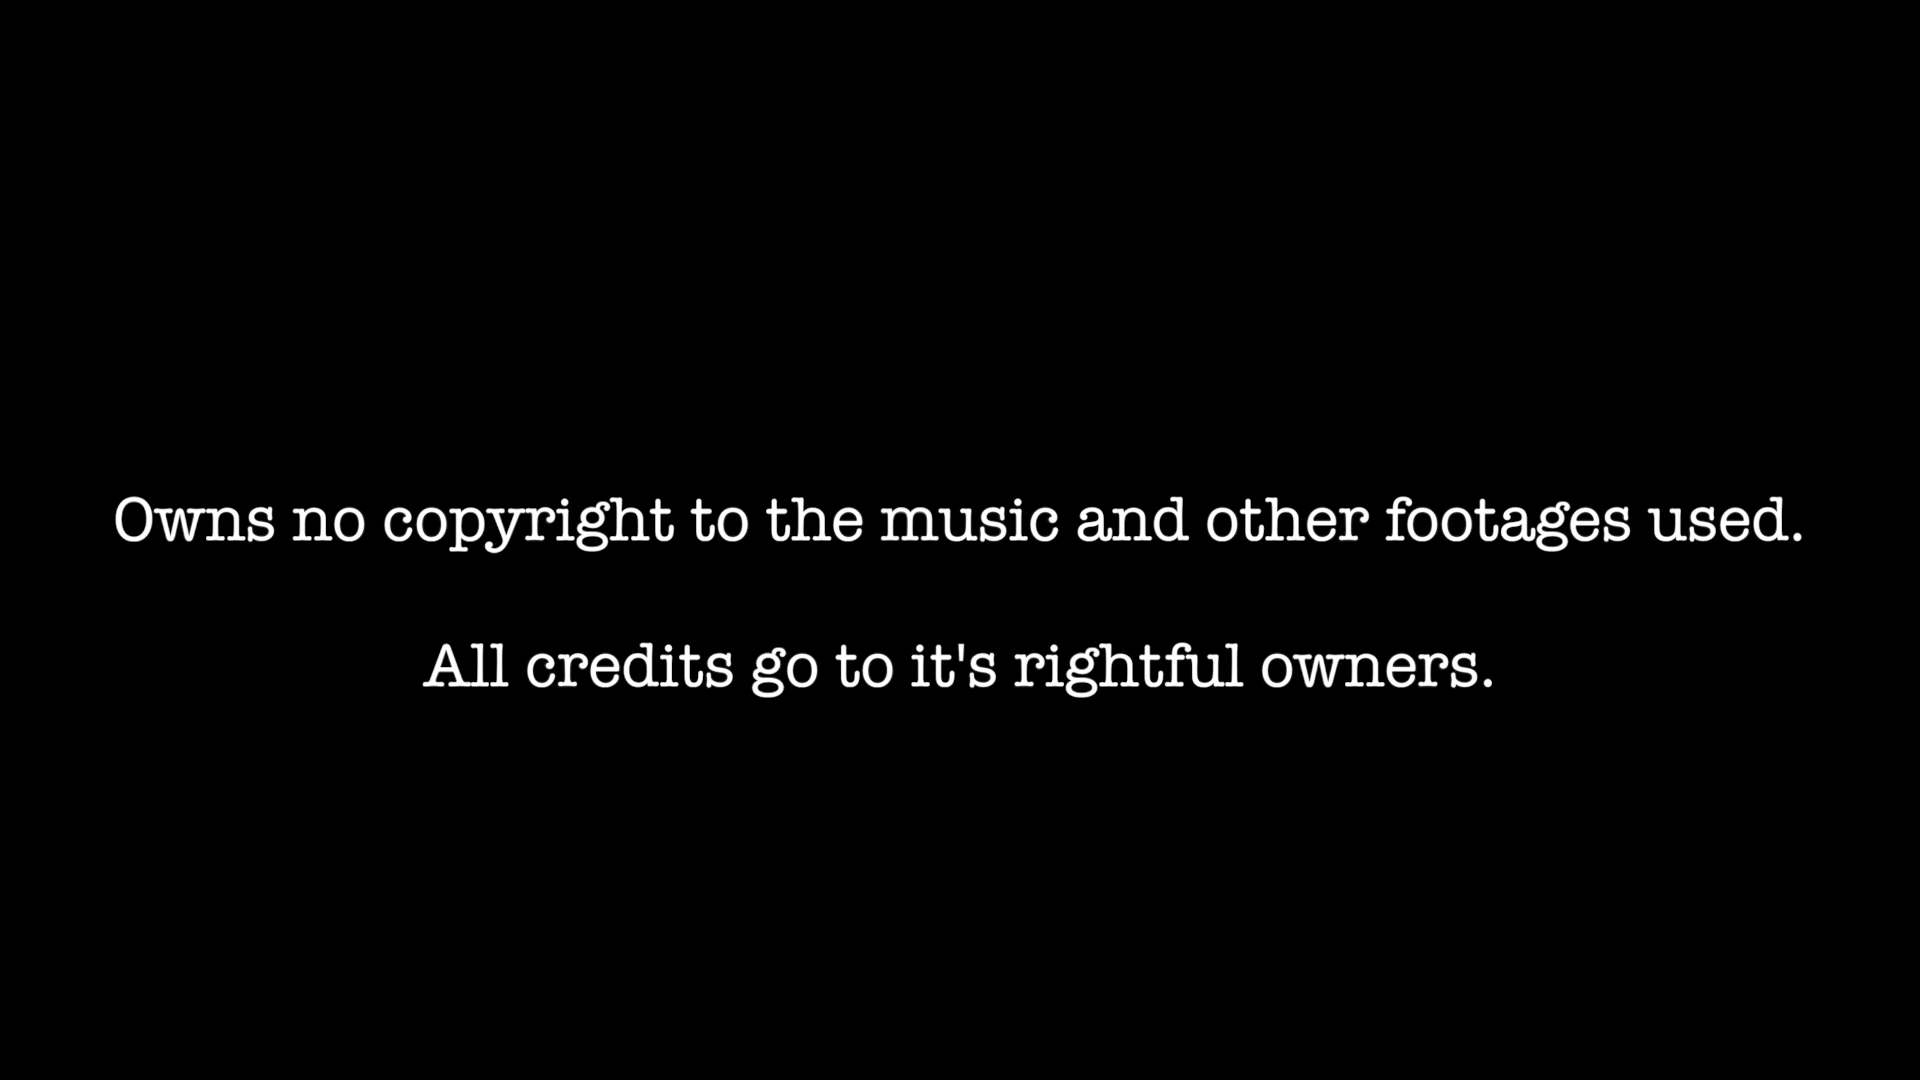 Owns no copyright to the music and other footages used.
All credits go to it's rightful owners.